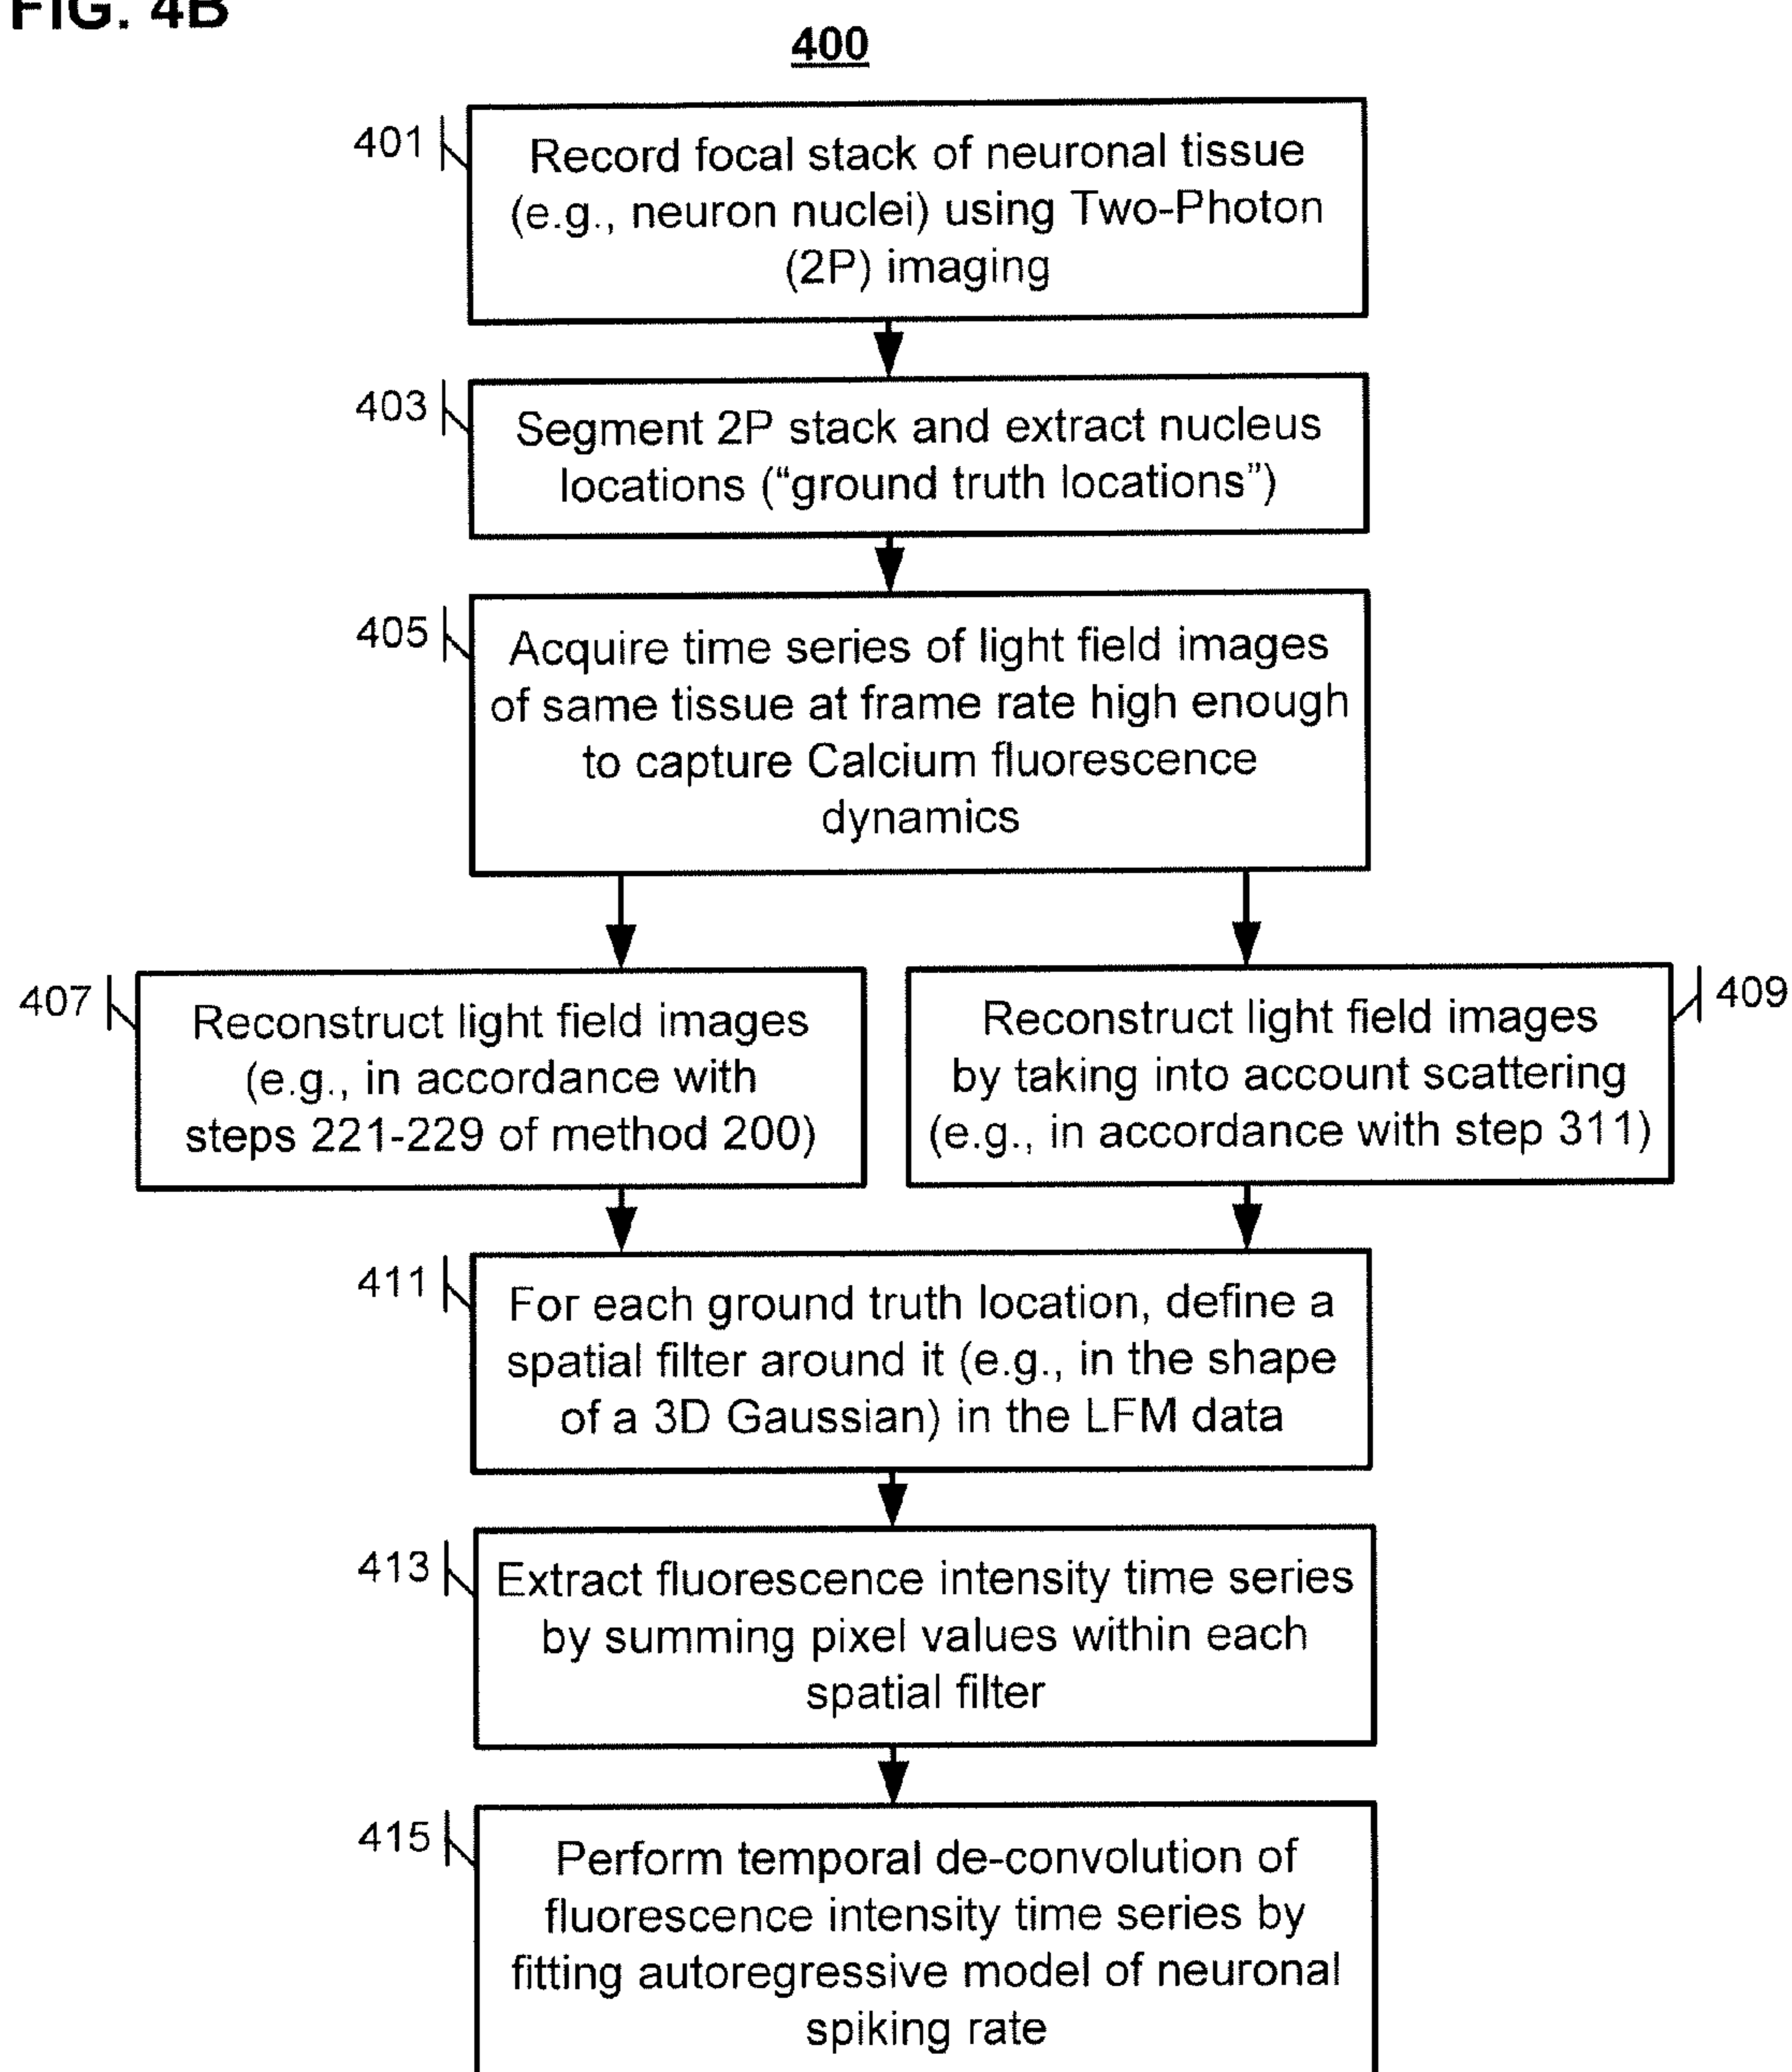 FIG. 4B
400
401
Record focal stack of neuronal tissue
(e.g., neuron nuclei) using Two-Photon
(2P) imaging
403
Segment 2P stack and extract nucleus
locations (“ground truth locations”)
405
Acquire time series of light field images
of same tissue at frame rate high enough
to capture Calcium fluorescence
dynamics
407
Reconstruct light field images
(e.g., in accordance with
steps 221-229 of method 200)
409
Reconstruct light field images
by taking into account scattering
(e.g., in accordance with step 311)
411
For each ground truth location, define a
spatial filter around it (e.g., in the shape
of a 3D Gaussian) in the LFM data
413
Extract fluorescence intensity time series
by summing pixel values within each
spatial filter
415
Perform temporal de-convolution of
fluorescence intensity time series by
fitting autoregressive model of neuronal
spiking rate